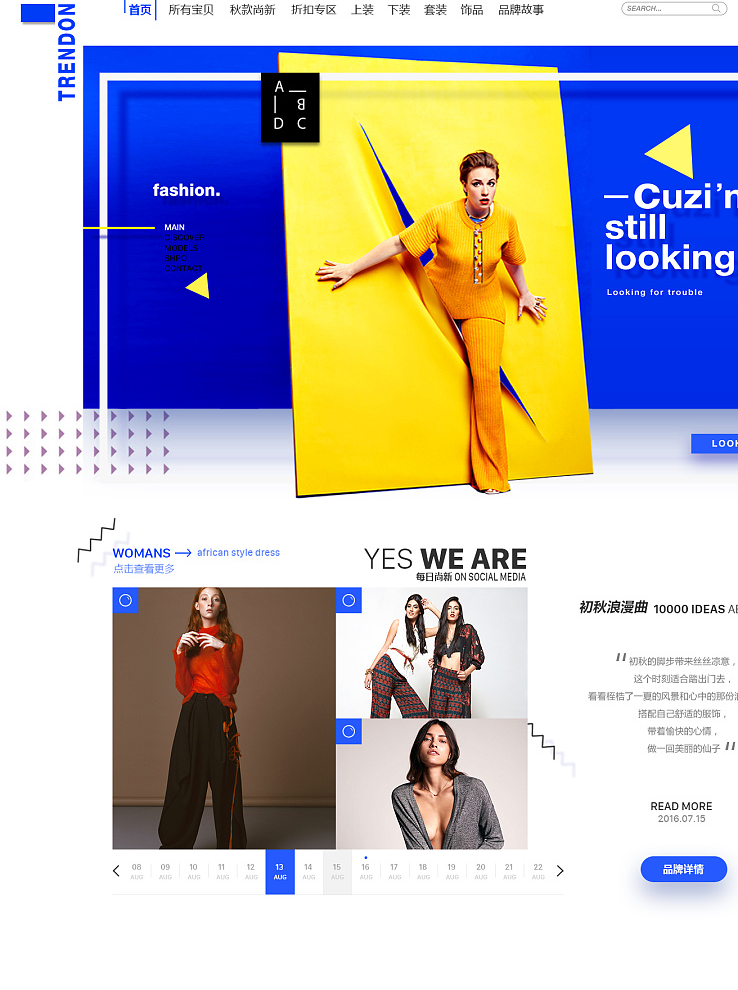 首页 所有宝贝 秋款尚新 折扣专区 上装 下装 套装 饰品 品牌故事
SEARCH...
TRENDON
A
B
D C
fashion.
MAIN
MODELS
CONTACT
Cuzi'n
still
looking
Looking for trouble
LOOK
WOMANS african style dress
点击查看更多
YES WE ARE
每日尚新 ON SOCIAL MEDIA
初秋浪漫曲 10000 IDEAS
初秋的脚步带来丝丝凉意，
这个时刻适合踏出门去，
看看桎梏了一夏的风景和心中的那份
搭配自己舒适的服饰，
带着愉快的心情，
做一回美丽的仙子
READ MORE
2016.07.15
品牌详情
08 09 10 11 12 13 14 15 16 17 18 19 20 21 22
AUG AUG AUG AUG AUG AUG AUG AUG AUG AUG AUG AUG AUG AUG AUG